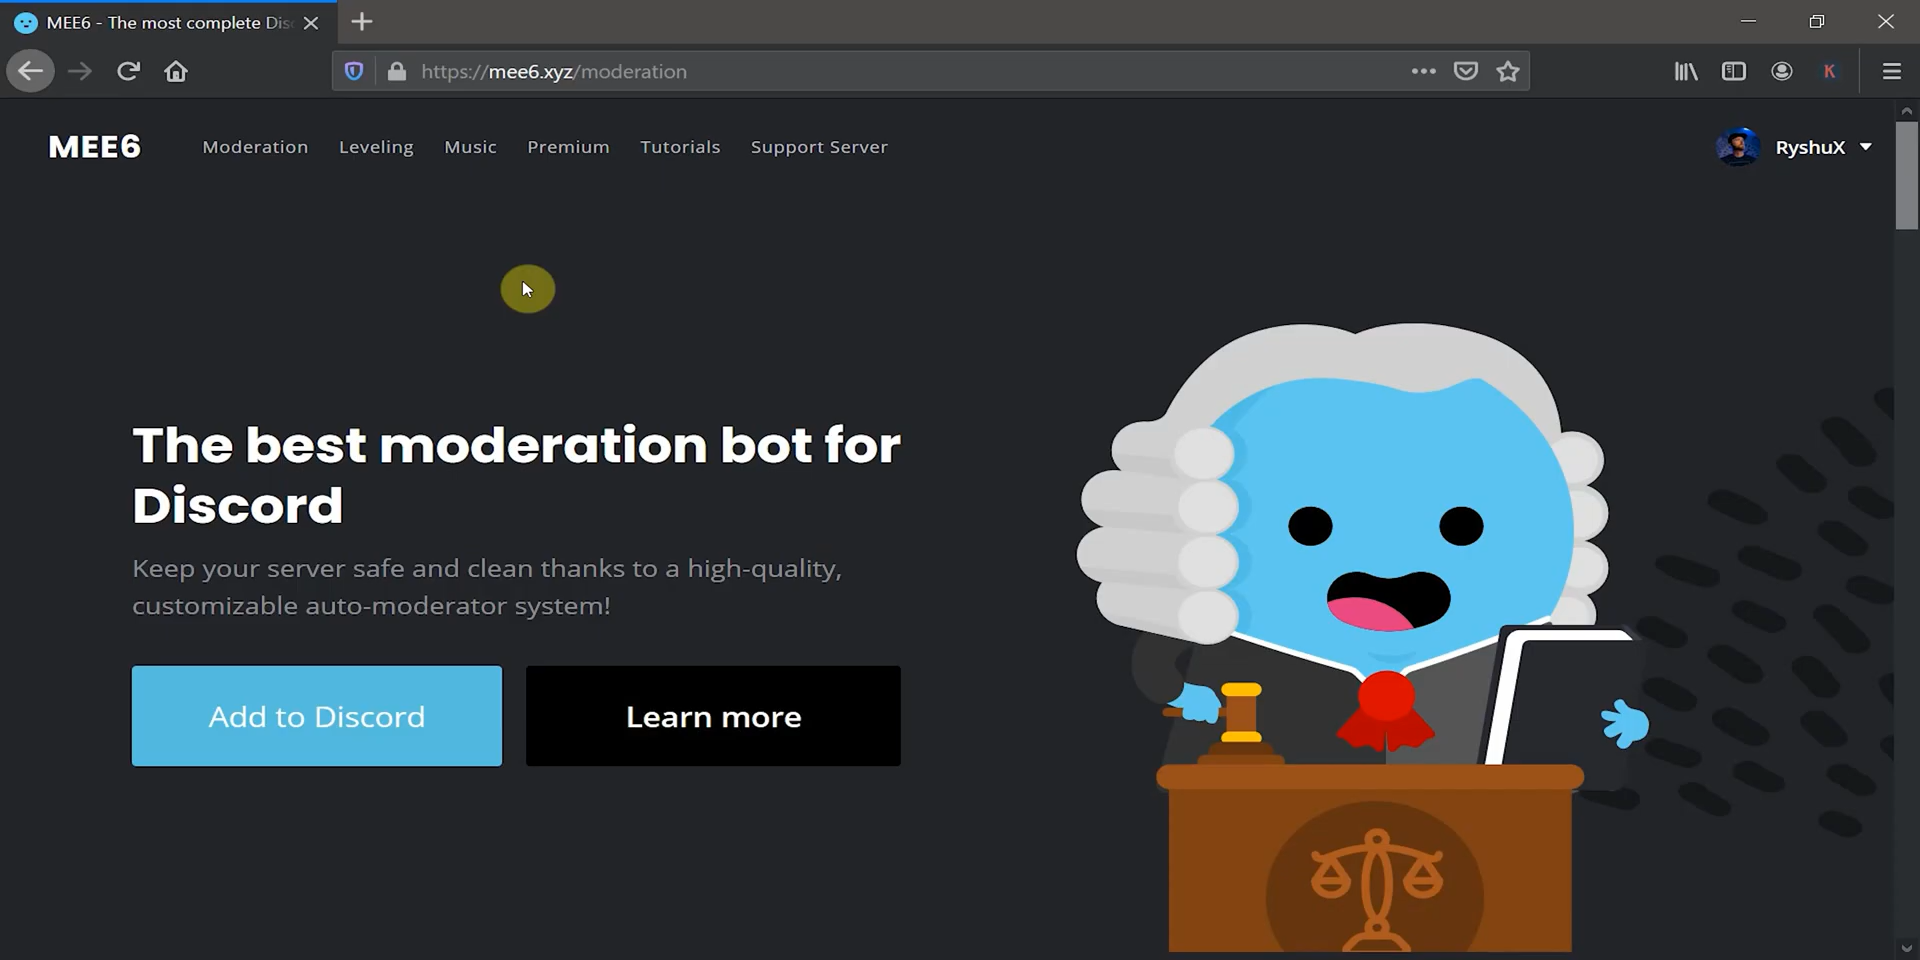 MEE6 - The most complete Dis
https://mee6.xyz/moderation
K
MEE6
Moderation
Leveling
Music
Premium
Tutorials
Support Server
RyshuX
The best moderation bot for
Discord
Keep your server safe and clean thanks to a high-quality,
customizable auto-moderator system!
Add to Discord
Learn more